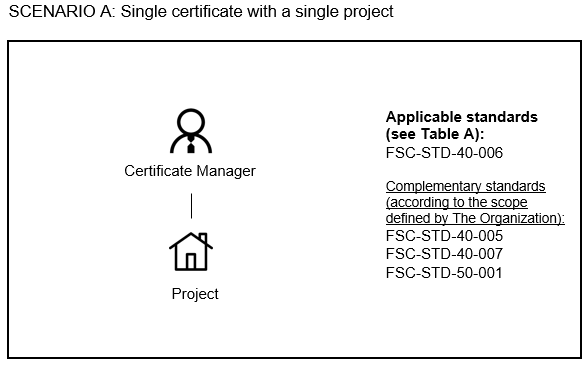 SCENARIO A: Single certificate with a single project
Certificate Manager
Project
Applicable standards
(see Table A):
FSC-STD-40-006
Complementary standards
(according to the scope
defined by The Organization):
FSC-STD-40-005
FSC-STD-40-007
FSC-STD-50-001